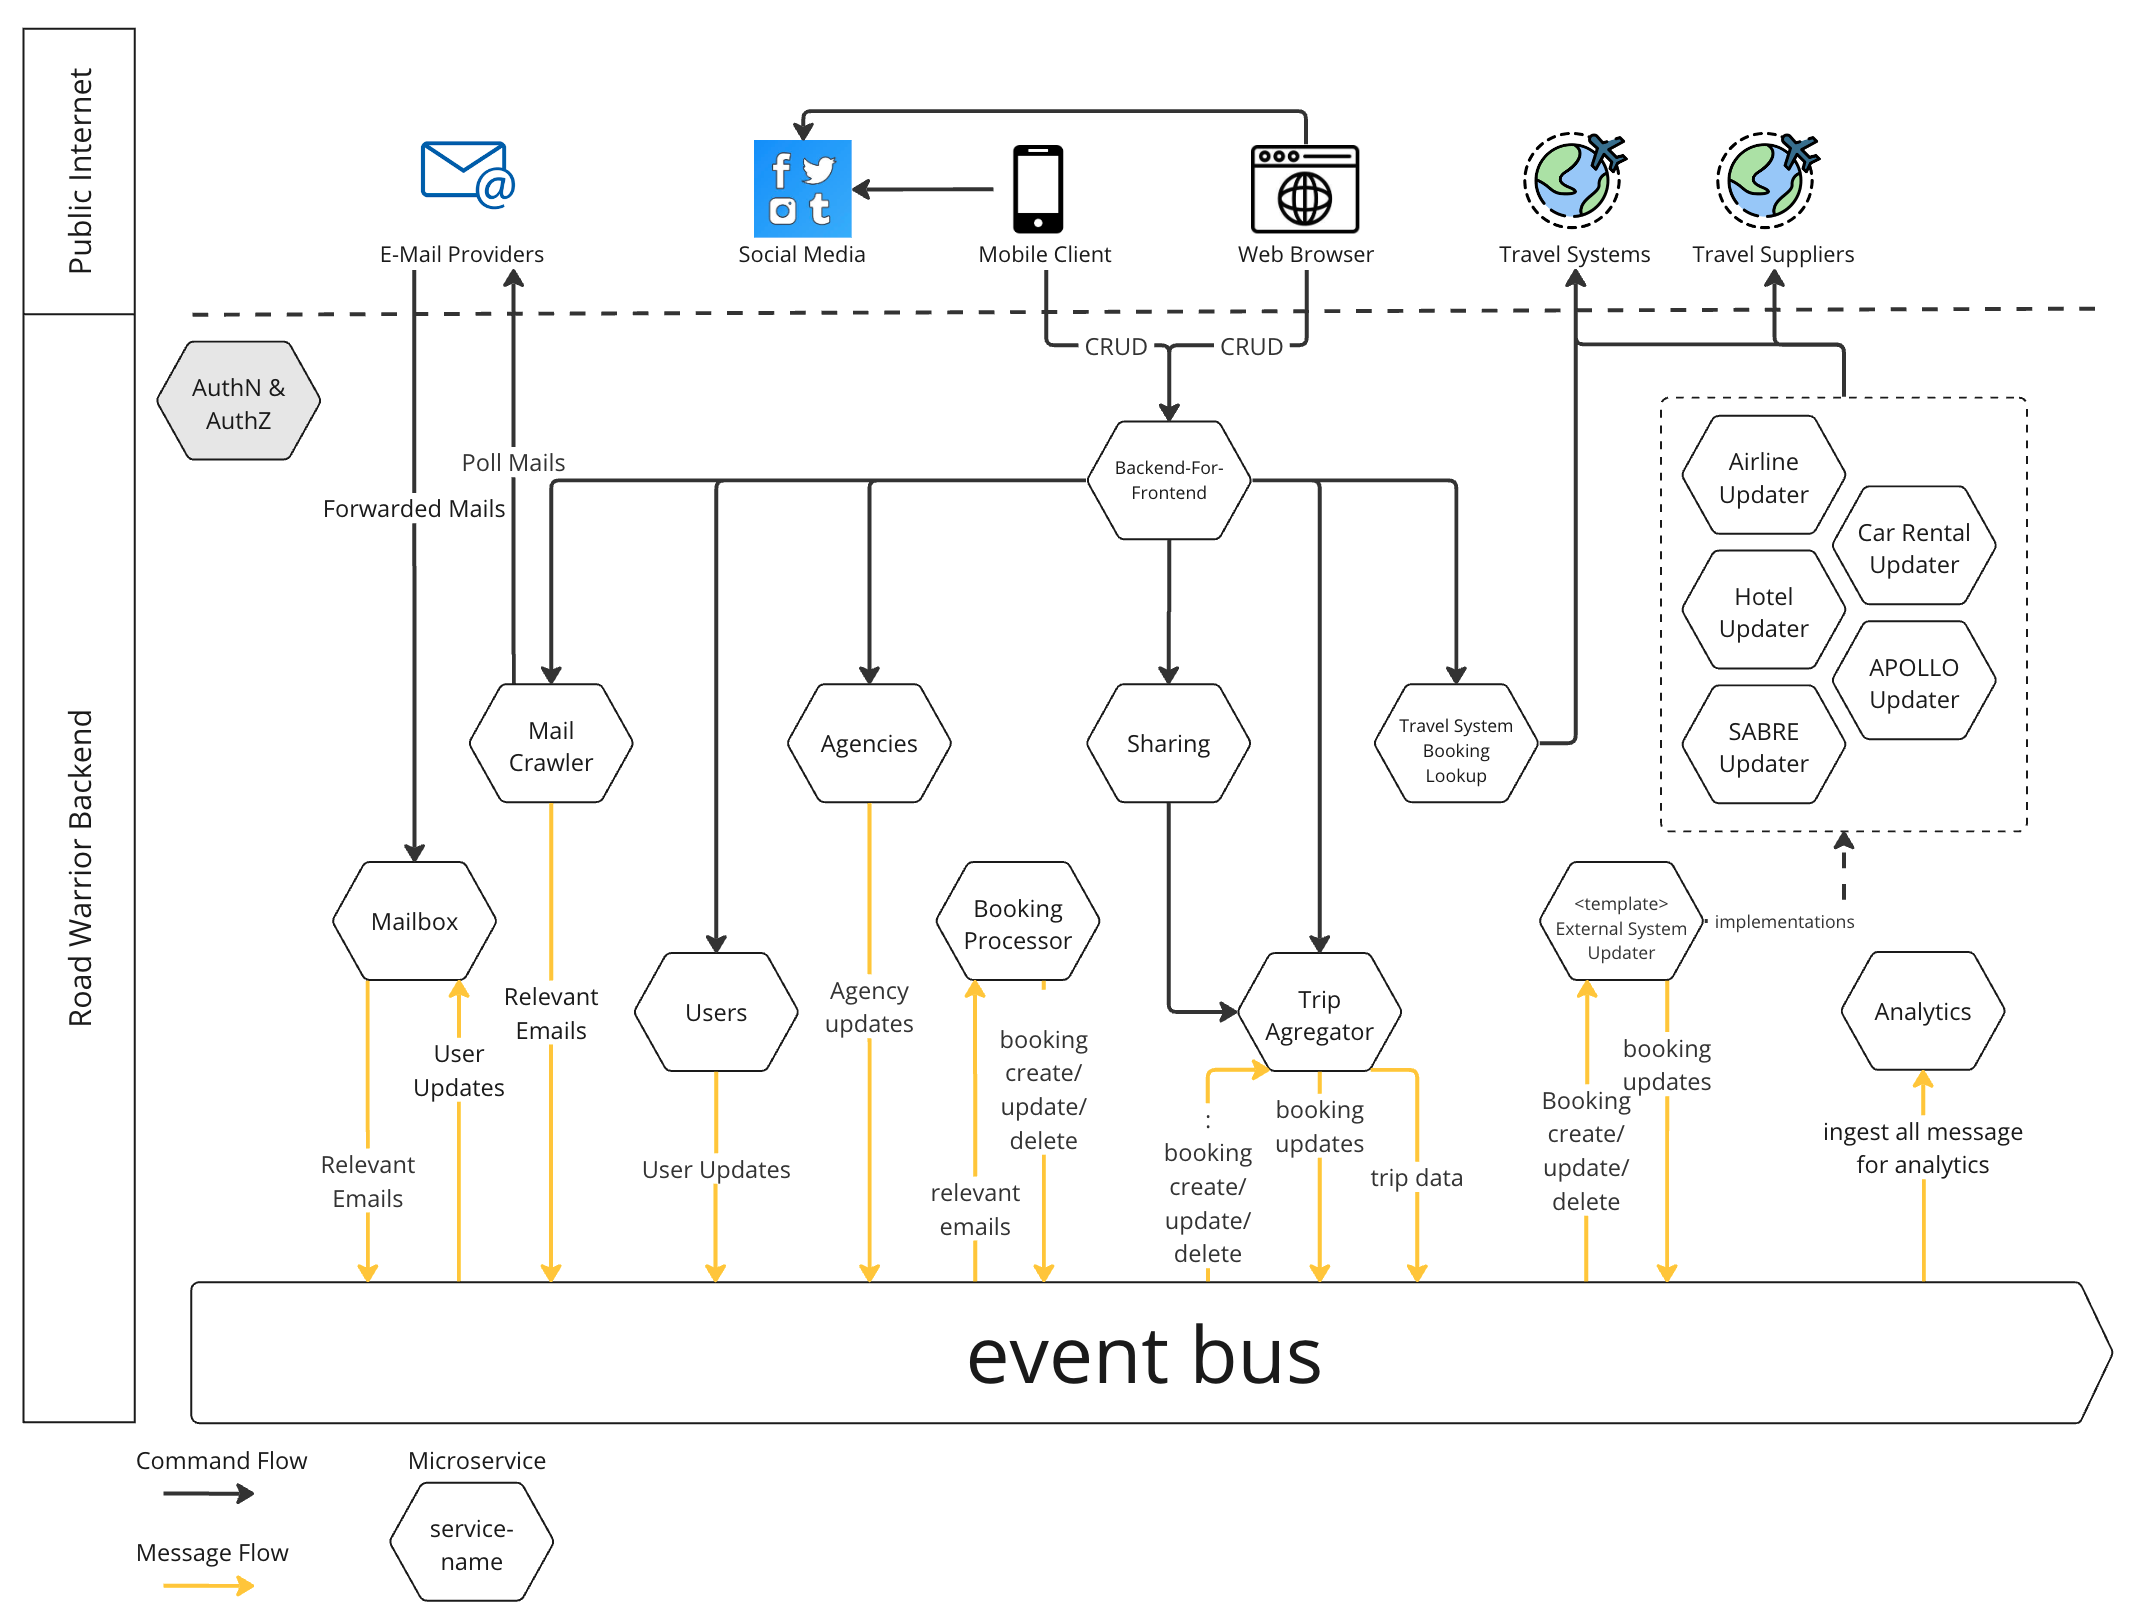 Public Internet
E-Mail Providers
Social Media
Mobile Client
Web Browser
Travel Systems
Travel Suppliers
Road Warrior Backend
AuthN &
AuthZ
CRUD
CRUD
Poll Mails
Forwarded Mails
Backend-For-
Frontend
Airline
Updater
Car Rental
Updater
Hotel
Updater
APOLLO
Updater
SABRE
Updater
Mail
Crawler
Agencies
Sharing
Travel System
Booking
Lookup
Mailbox
Booking
Processor
<template>
External System
Updater
implementations
Users
Trip
Agregator
Analytics
Relevant
Emails
User
Updates
Relevant
Emails
User Updates
Agency
updates
relevant
emails
booking
create/
update/
delete
:
booking
create/
update/
delete
booking
updates
trip data
Booking
create/
update/
delete
booking
updates
ingest all message
for analytics
event bus
Command Flow
Message Flow
Microservice
service-
name